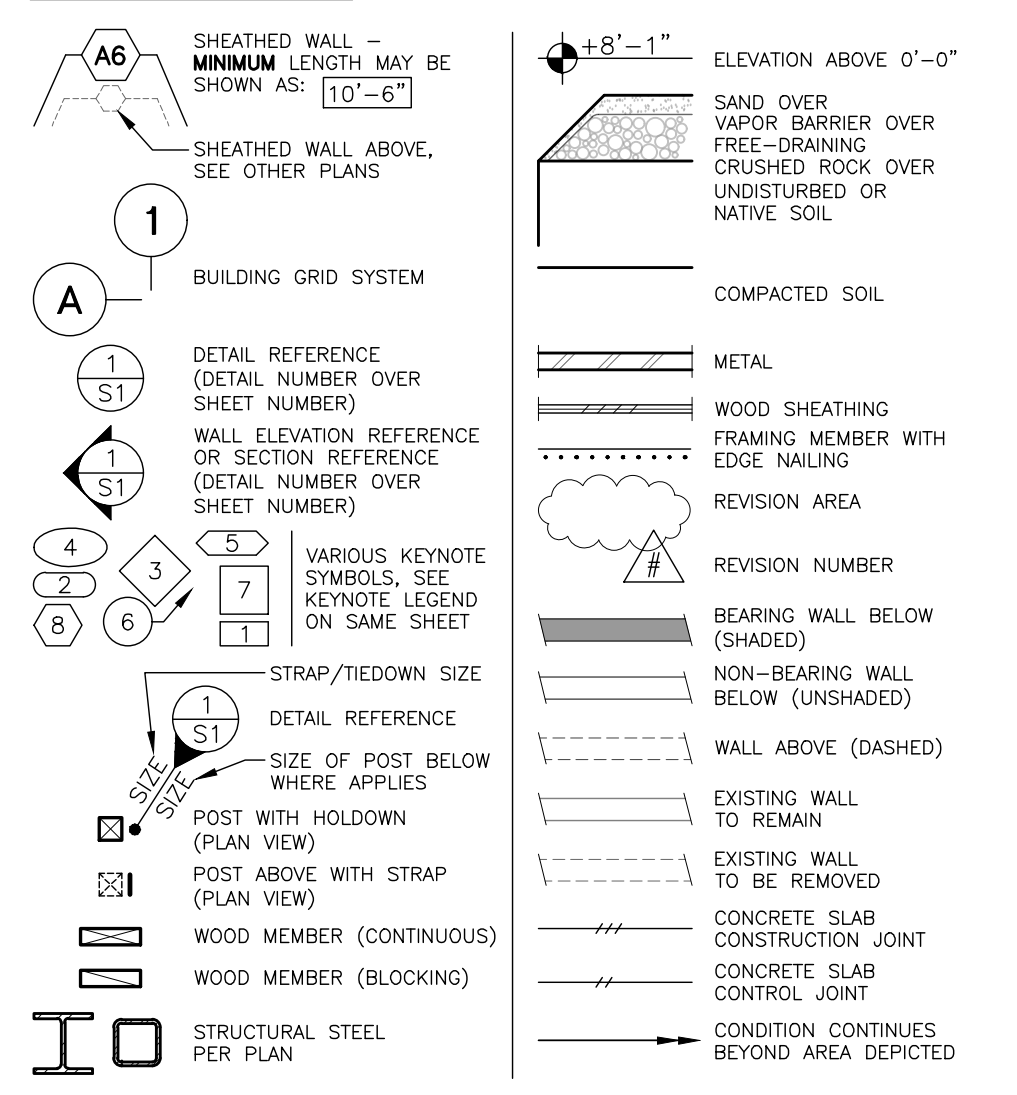 A6
SHEATHED WALL –
MINIMUM LENGTH MAY BE
SHOWN AS: 10'–6"
SHEATHED WALL ABOVE,
SEE OTHER PLANS
1
A
BUILDING GRID SYSTEM
1
S1
DETAIL REFERENCE
(DETAIL NUMBER OVER
SHEET NUMBER)
1
S1
WALL ELEVATION REFERENCE
OR SECTION REFERENCE
(DETAIL NUMBER OVER
SHEET NUMBER)
4
2
8
3
6
5
7
1
VARIOUS KEYNOTE
SYMBOLS, SEE
KEYNOTE LEGEND
ON SAME SHEET
STRAP/TIEDOWN SIZE
1
S1
DETAIL REFERENCE
SIZE
SIZE
SIZE OF POST BELOW
WHERE APPLIES
POST WITH HOLDOWN
(PLAN VIEW)
POST ABOVE WITH STRAP
(PLAN VIEW)
WOOD MEMBER (CONTINUOUS)
WOOD MEMBER (BLOCKING)
STRUCTURAL STEEL
PER PLAN
+8'–1"
ELEVATION ABOVE 0'–0"
SAND OVER
VAPOR BARRIER OVER
FREE–DRAINING
CRUSHED ROCK OVER
UNDISTURBED OR
NATIVE SOIL
COMPACTED SOIL
METAL
WOOD SHEATHING
FRAMING MEMBER WITH
EDGE NAILING
REVISION AREA
#
REVISION NUMBER
BEARING WALL BELOW
(SHADED)
NON–BEARING WALL
BELOW (UNSHADED)
WALL ABOVE (DASHED)
EXISTING WALL
TO REMAIN
EXISTING WALL
TO BE REMOVED
CONCRETE SLAB
CONSTRUCTION JOINT
CONCRETE SLAB
CONTROL JOINT
CONDITION CONTINUES
BEYOND AREA DEPICTED